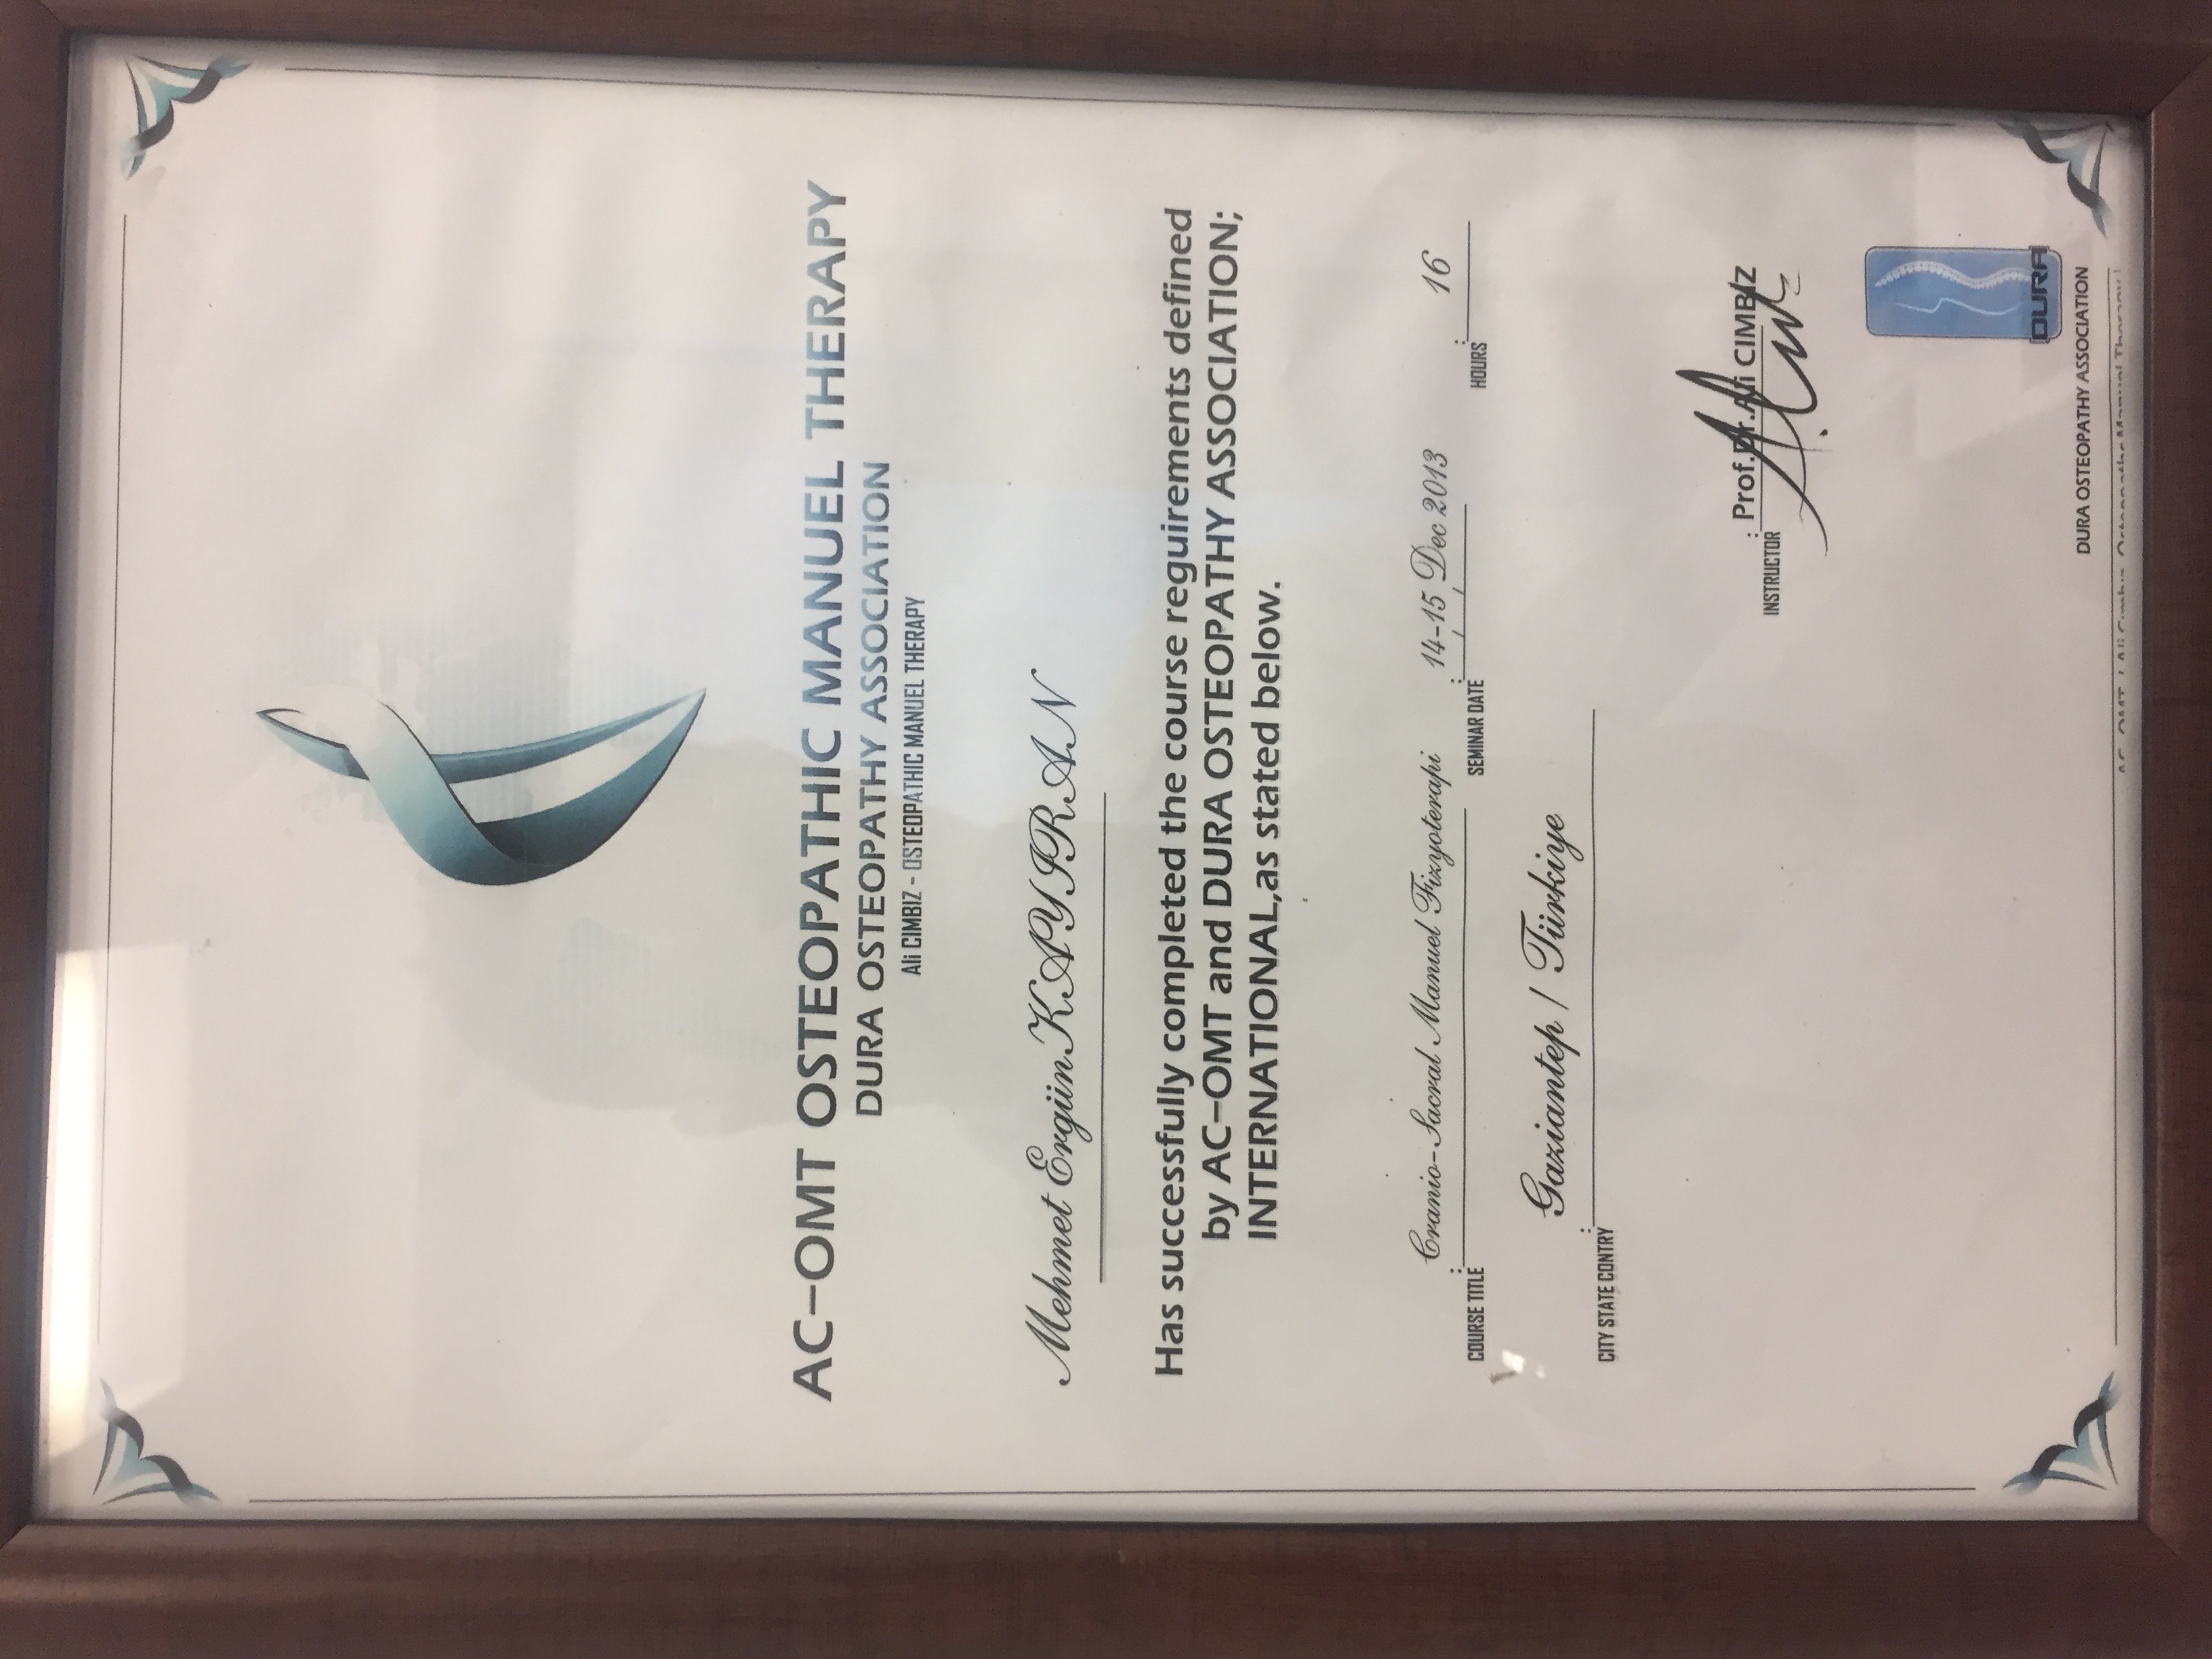 AC-OMT OSTEOPATHIC MANUEL THERAPY
DURA OSTEOPATHY ASSOCIATION
Ali CIMBIZ - OSTEOPATHIC MANUEL THERAPY
Mehmet Ergün KAYIRAN
Has successfully completed the course reguirements defined
by AC-OMT and DURA OSTEOPATHY ASSOCIATION;
INTERNATIONAL,as stated below.
COURSE TITLE : Cranio-Sacral Manuel Fizyoterapi SEMINAR DATE : 14-15 Dec 2013 HOURS : 16
CITY STATE CONTRY : Gaziantep / Türkiye
INSTRUCTOR : Prof.Dr.Ali CIMBIZ
DURA
DURA OSTEOPATHY ASSOCIATION